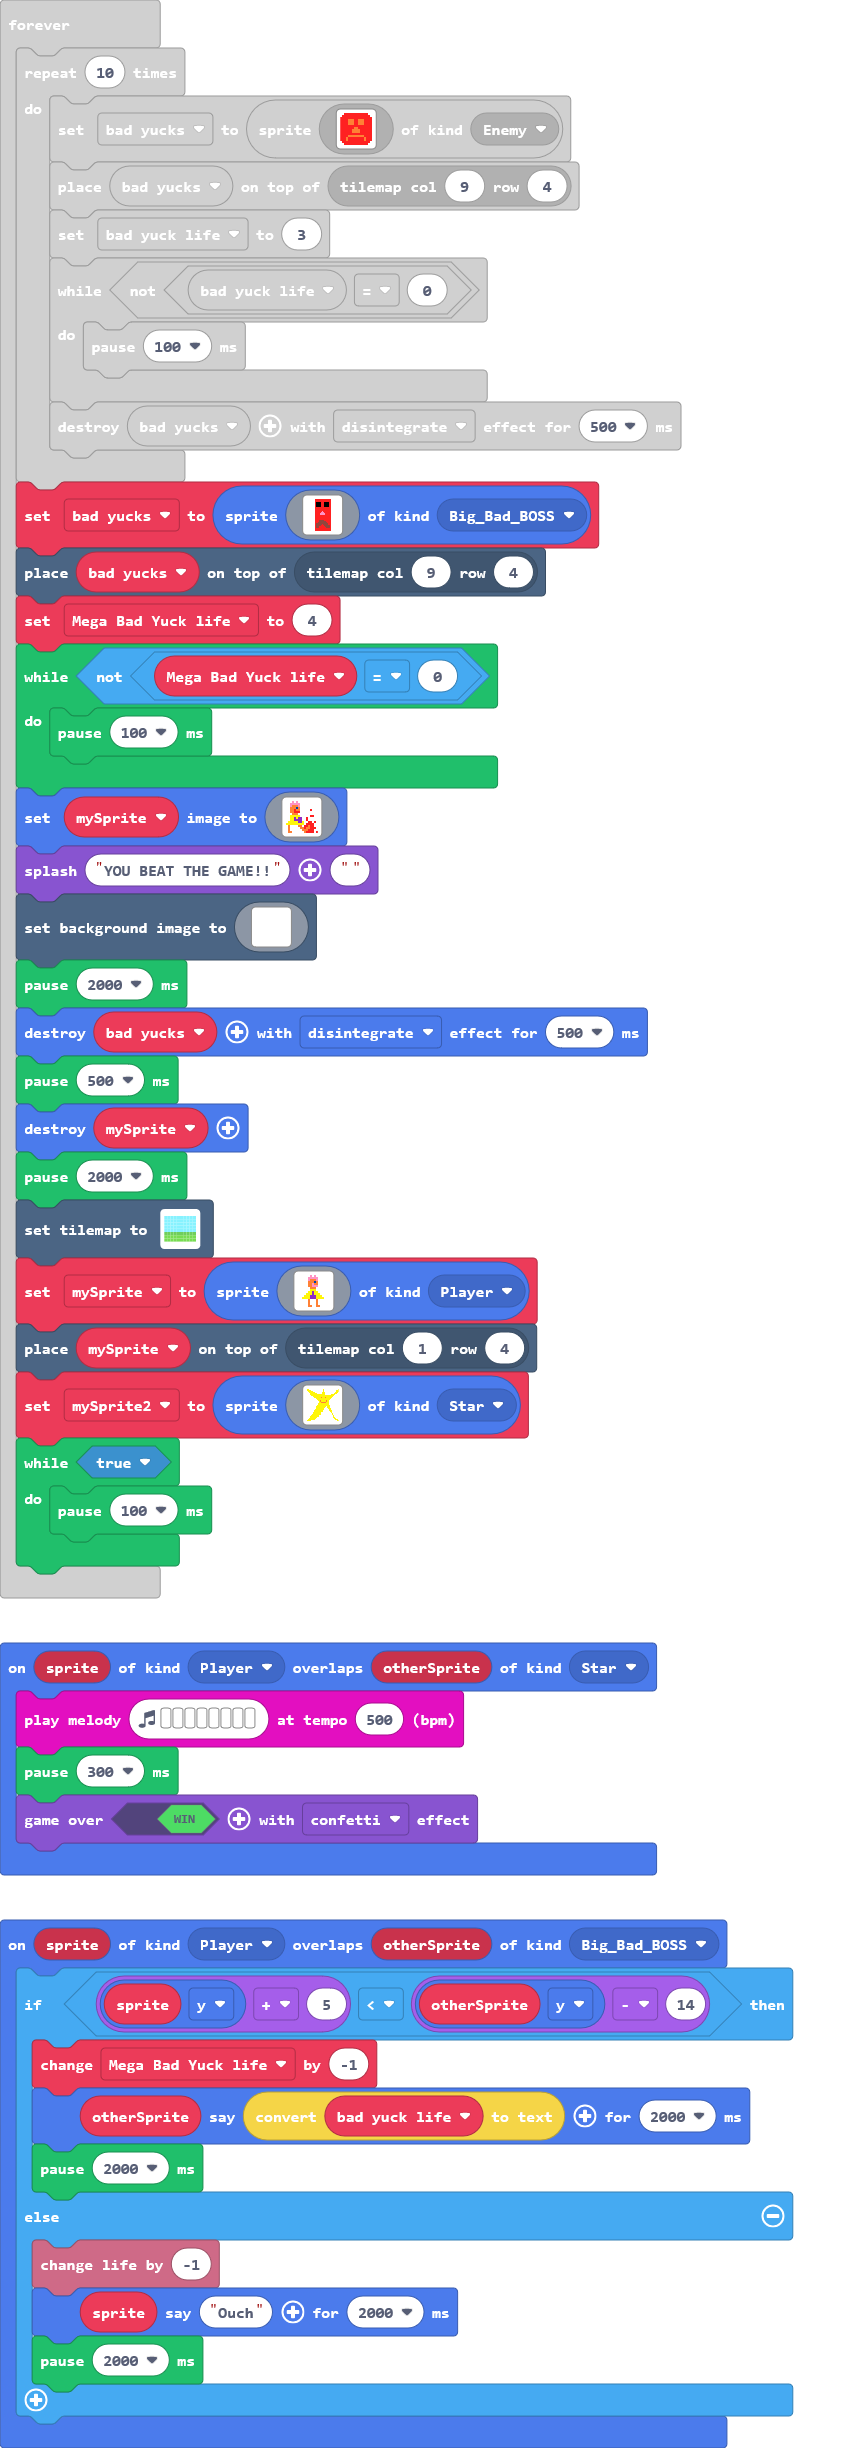 forever
repeat 10 times
do
set bad yucks to sprite of kind Enemy
place bad yucks on top of tilemap col 9 row 4
set bad yuck life to 3
while not bad yuck life = 0
do
pause 100 ms
destroy bad yucks with disintegrate effect for 500 ms
set bad yucks to sprite of kind Big_Bad_BOSS
place bad yucks on top of tilemap col 9 row 4
set Mega Bad Yuck life to 4
while not Mega Bad Yuck life = 0
do
pause 100 ms
set mySprite image to
splash "YOU BEAT THE GAME!!" " "
set background image to
pause 2000 ms
destroy bad yucks with disintegrate effect for 500 ms
pause 500 ms
destroy mySprite
pause 2000 ms
set tilemap to
set mySprite to sprite of kind Player
place mySprite on top of tilemap col 1 row 4
set mySprite2 to sprite of kind Star
while true
do
pause 100 ms
on sprite of kind Player overlaps otherSprite of kind Star
play melody at tempo 500 (bpm)
pause 300 ms
game over WIN with confetti effect
on sprite of kind Player overlaps otherSprite of kind Big_Bad_BOSS
if sprite y + 5 < otherSprite y - 14 then
change Mega Bad Yuck life by -1
otherSprite say convert bad yuck life to text for 2000 ms
pause 2000 ms
else
change life by -1
sprite say "Ouch" for 2000 ms
pause 2000 ms